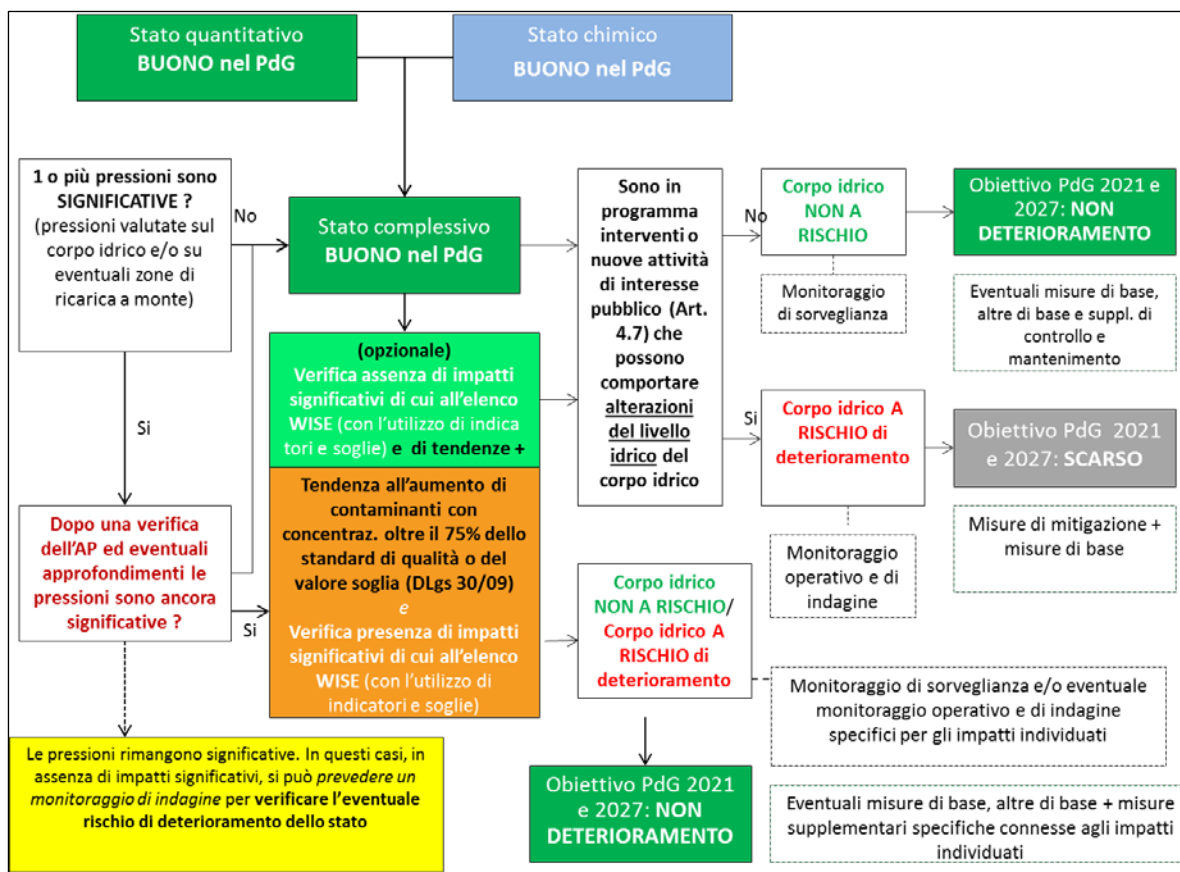 Stato quantitativo
BUONO nel PdG
Stato chimico
BUONO nel PdG
1 o più pressioni sono
SIGNIFICATIVE ?
(pressioni valutate sul
corpo idrico e/o su
eventuali zone di
ricarica a monte)
No
Stato complessivo
BUONO nel PdG
Sono in
programma
interventi o
nuove attività
di interesse
pubblico (Art.
4.7) che
possono
comportare
alterazioni
del livello
idrico del
corpo idrico
No
Corpo idrico
NON A
RISCHIO
Obiettivo PdG 2021 e
2027: NON
DETERIORAMENTO
Monitoraggio
di sorveglianza
Eventuali misure di base,
altre di base e suppl. di
controllo e
mantenimento
(opzionale)
Verifica assenza di impatti
significativi di cui all'elenco
WISE (con l'utilizzo di indica
tori e soglie) e di tendenze +
Si
Si
Corpo idrico A
RISCHIO di
deterioramento
Obiettivo PdG 2021
e 2027: SCARSO
Monitoraggio
operativo e di
indagine
Misure di mitigazione +
misure di base
Dopo una verifica
dell'AP ed eventuali
approfondimenti le
pressioni sono ancora
significative ?
Si
Tendenza all'aumento di
contaminanti con
concentraz. oltre il 75% dello
standard di qualità o del
valore soglia (DLgs 30/09)
e
Verifica presenza di impatti
significativi di cui all'elenco
WISE (con l'utilizzo di
indicatori e soglie)
Corpo idrico
NON A RISCHIO/
Corpo idrico A
RISCHIO di
deterioramento
Monitoraggio di sorveglianza e/o eventuale
monitoraggio operativo e di indagine
specifici per gli impatti individuati
Le pressioni rimangono significative. In questi casi, in
assenza di impatti significativi, si può prevedere un
monitoraggio di indagine per verificare l'eventuale
rischio di deterioramento dello stato
Obiettivo PdG 2021
e 2027: NON
DETERIORAMENTO
Eventuali misure di base, altre di base + misure
supplementari specifiche connesse agli impatti
individuati